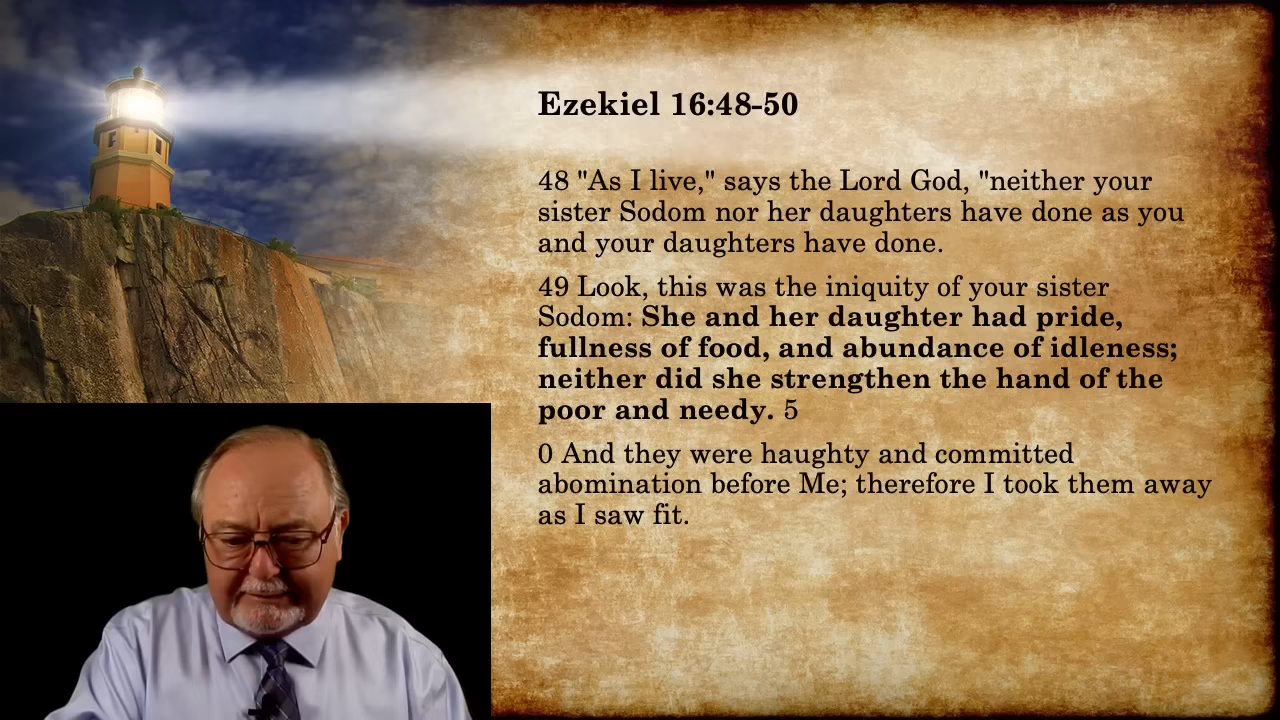 Ezekiel 16:48-50
48 "As I live," says the Lord God, "neither your
sister Sodom nor her daughters have done as you
and your daughters have done.
49 Look, this was the iniquity of your sister
Sodom: She and her daughter had pride,
fullness of food, and abundance of idleness;
neither did she strengthen the hand of the
poor and needy. 5
0 And they were haughty and committed
abomination before Me; therefore I took them away
as I saw fit.